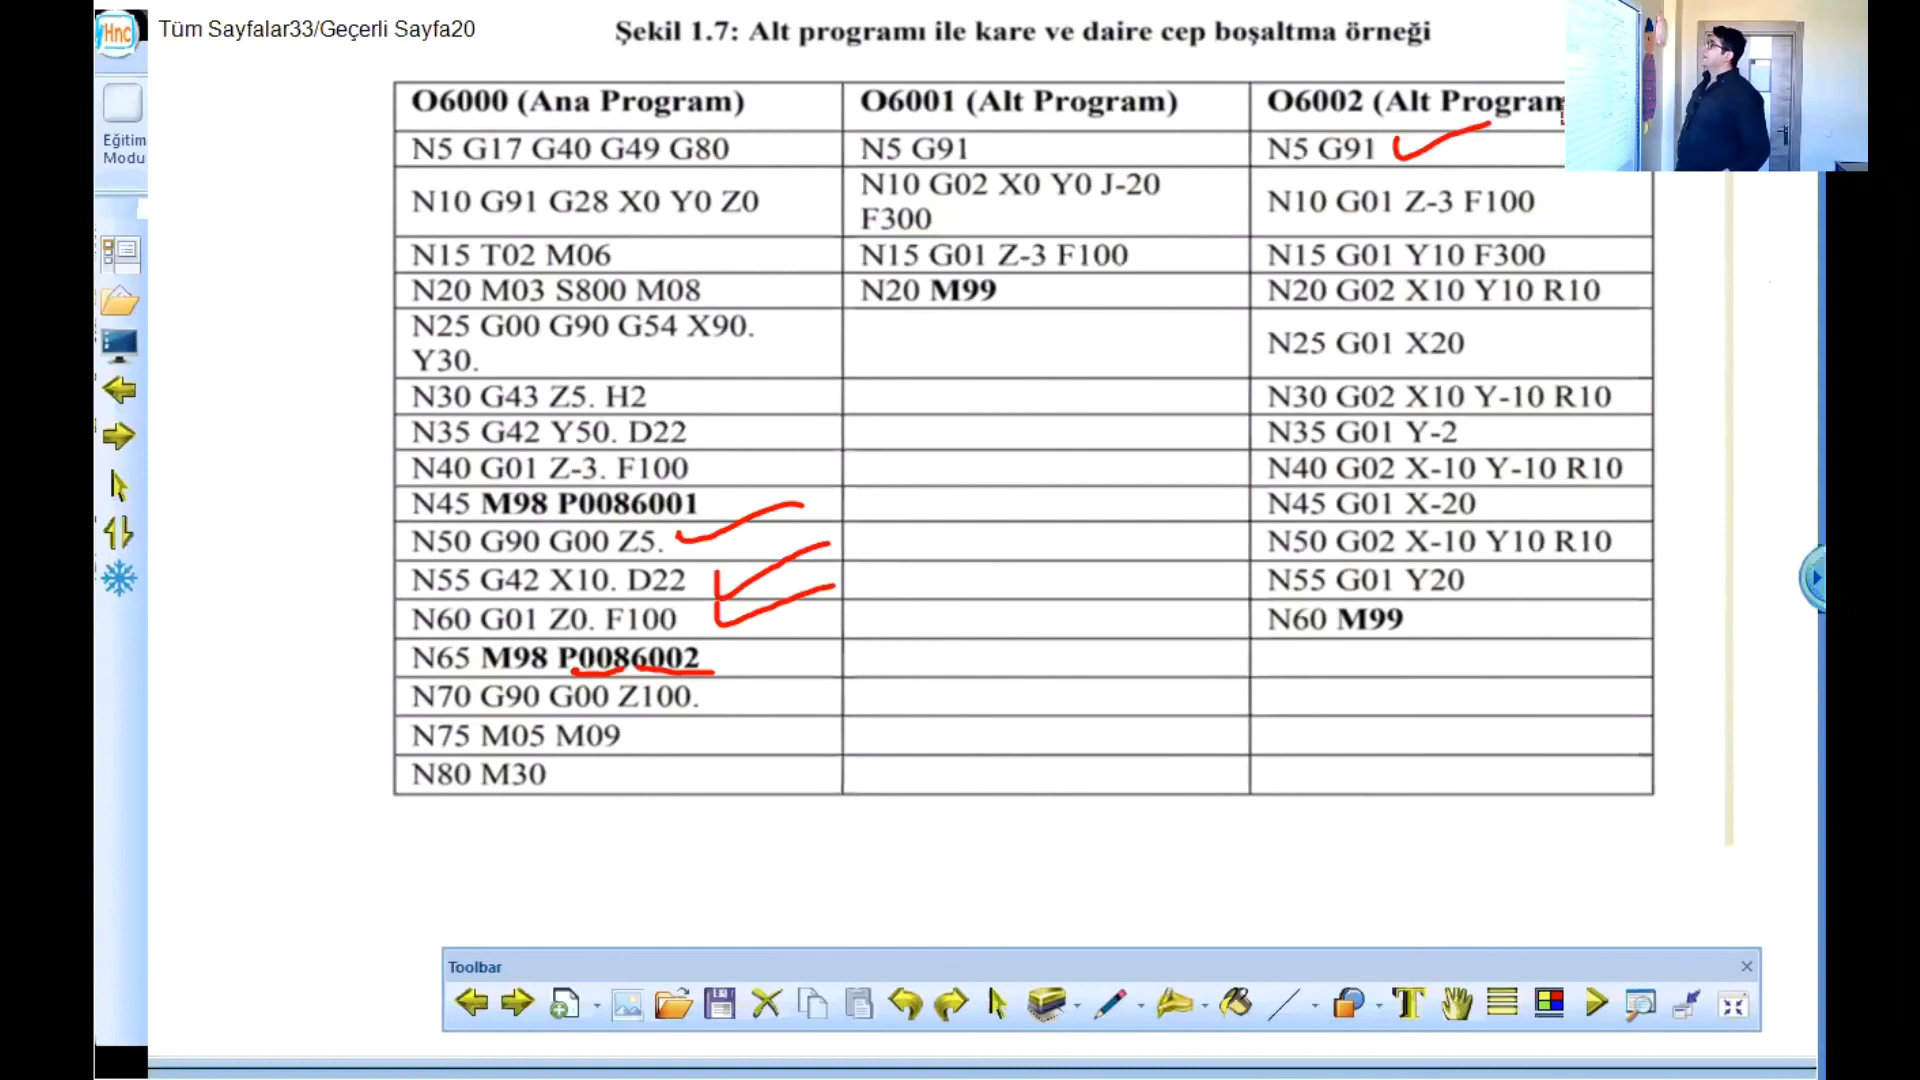 Hnc
Tüm Sayfalar33/Geçerli Sayfa20
Şekil 1.7: Alt programı ile kare ve daire cep boşaltma örneği
Eğitim
Modu
O6000 (Ana Program)
N5 G17 G40 G49 G80
N10 G91 G28 X0 Y0 Z0
N15 T02 M06
N20 M03 S800 M08
N25 G00 G90 G54 X90.
Y30.
N30 G43 Z5. H2
N35 G42 Y50. D22
N40 G01 Z-3. F100
N45 M98 P0086001
N50 G90 G00 Z5.
N55 G42 X10. D22
N60 G01 Z0. F100
N65 M98 P0086002
N70 G90 G00 Z100.
N75 M05 M09
N80 M30
O6001 (Alt Program)
N5 G91
N10 G02 X0 Y0 J-20
F300
N15 G01 Z-3 F100
N20 M99
O6002 (Alt Program
N5 G91
N10 G01 Z-3 F100
N15 G01 Y10 F300
N20 G02 X10 Y10 R10
N25 G01 X20
N30 G02 X10 Y-10 R10
N35 G01 Y-2
N40 G02 X-10 Y-10 R10
N45 G01 X-20
N50 G02 X-10 Y10 R10
N55 G01 Y20
N60 M99
Toolbar